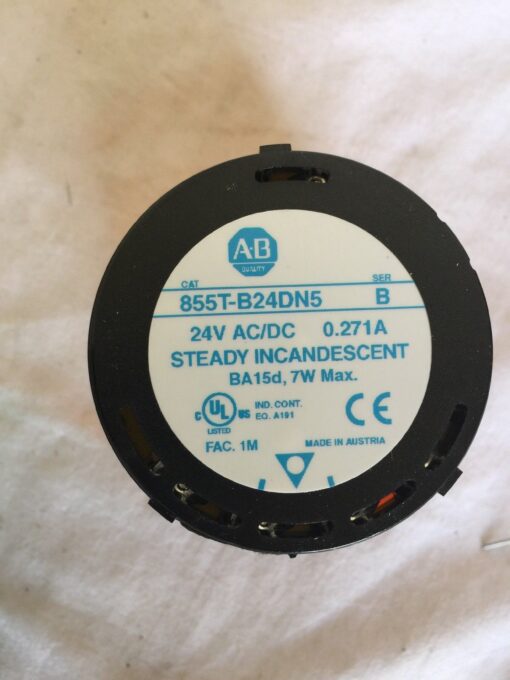 A-B
QUALITY
CAT SER
855T-B24DN5 B
24V AC/DC 0.271A
STEADY INCANDESCENT
BA15d, 7W Max.
C UL US
LISTED
IND. CONT.
EQ. A191
CE
FAC. 1M
MADE IN AUSTRIA